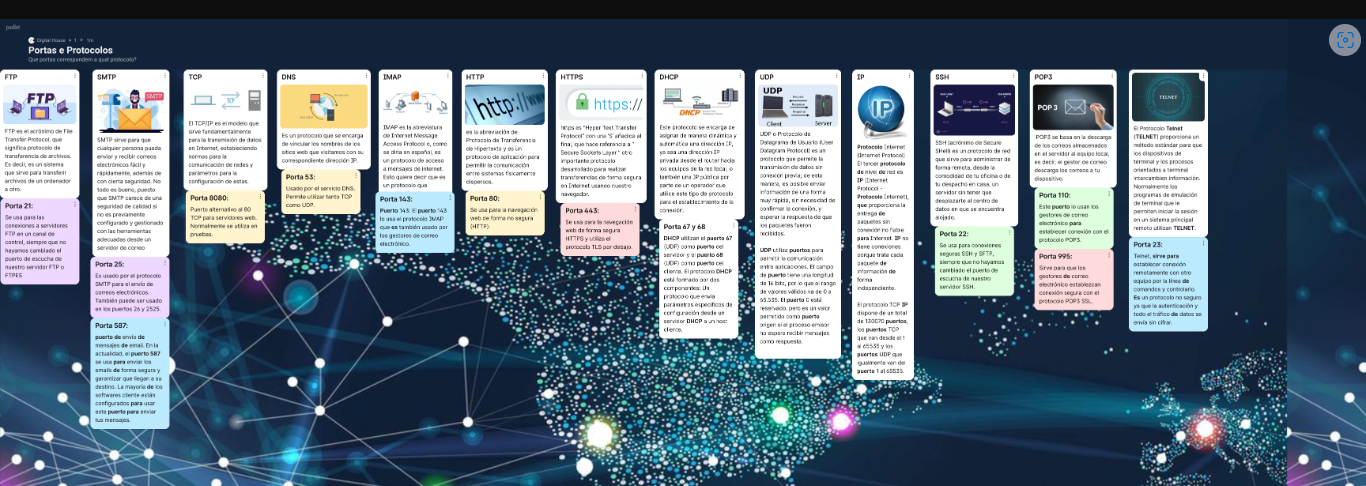 padlet
Digital House • 1 • 1m
Portas e Protocolos
Que portas correspondem a qual protocolo?
FTP
FTP
FTP es el acrónimo de File
Transfer Protocol, que
significa protocolo de
transferencia de archivos.
Es decir, es un sistema
que sirve para transferir
archivos de un ordenador
a otro.
Porta 21:
Se usa para las
conexiones a servidores
FTP en un canal de
control, siempre que no
hayamos cambiado el
puerto de escucha de
nuestro servidor FTP o
FTPES
SMTP
SMTP
SMTP sirve para que
cualquier persona pueda
enviar y recibir correos
electrónicos fácil y
rápidamente, además de
con cierta seguridad. No
todo es bueno, puesto
que SMTP carece de una
seguridad de calidad si
no es previamente
configurado y gestionado
con las herramientas
adecuadas desde un
servidor de correo
Porta 25:
Es usado por el protocolo
SMTP para el envío de
correos electrónicos.
También puede ser usado
en los puertos 26 y 2525.
Porta 587:
puerto de envío de
mensajes de email. En la
actualidad, el puerto 587
se usa para enviar los
emails de forma segura y
garantizar que llegan a su
destino. La mayoría de los
softwares cliente están
configurados para usar
este puerto para enviar
tus mensajes.
TCP
TCP
El TCP/IP es el modelo que
sirve fundamentalmente
para la transmisión de datos
en Internet, estableciendo
normas para la
comunicación de redes y
parámetros para la
configuración de estas.
Porta 8080:
Puerto alternativo al 80
TCP para servidores web.
Normalmente se utiliza en
pruebas.
DNS
Es un protocolo que se encarga
de vincular los nombres de los
sitios web que visitamos con su
correspondiente dirección IP.
Porta 53:
Usado por el servicio DNS.
Permite utilizar tanto TCP
como UDP.
IMAP
IMAP es la abreviatura
de Internet Message
Access Protocol o, como
se diría en español, es
un protocolo de acceso
a mensajes de Internet.
Esto quiere decir que es
un protocolo que
Porta 143:
Puerto 143: El puerto 143
lo usa el protocolo IMAP
que es también usado por
los gestores de correo
electrónico.
HTTP
http:/
es la abreviación de
Protocolo de Transferencia
de Hipertexto y es un
protocolo de aplicación para
permitir la comunicación
entre sistemas físicamente
dispersos.
Porta 80:
Se usa para la navegación
web de forma no segura
(HTTP).
HTTPS
https://
https es "Hyper Text Transfer
Protocol" con una 'S' añadida al
final, que hace referencia a "
Secure Sockets Layer " otro
importante protocolo
desarrollado para realizar
transferencias de forma segura
en Internet usando nuestro
navegador.
Porta 443:
Se usa para la navegación
web de forma segura
HTTPS y utiliza el
protocolo TLS por debajo.
DHCP
DHCP
Este protocolo se encarga de
asignar de manera dinámica y
automática una dirección IP,
ya sea una dirección IP
privada desde el router hacia
los equipos de la red local, o
también una IP pública por
parte de un operador que
utilice este tipo de protocolo
para el establecimiento de la
conexión.
Porta 67 y 68
DHCP utilizan el puerto 67
(UDP) como puerto del
servidor y el puerto 68
(UDP) como puerto del
cliente. El protocolo DHCP
está formado por dos
componentes: Un
protocolo que envía
parámetros específicos de
configuración desde un
servidor DHCP a un host
cliente.
UDP
UDP
Client
Server
UDP o Protocolo de
Datagrama de Usuario (User
Datagram Protocol) es un
protocolo que permite la
transmisión de datos sin
conexión previa; de esta
manera, es posible enviar
información de una forma
muy rápida, sin necesidad de
confirmar la conexión, y
esperar la respuesta de que
los paquetes fueron
recibidos.
UDP utiliza puertos para
permitir la comunicación
entre aplicaciones. El campo
de puerto tiene una longitud
de 16 bits, por lo que el rango
de valores válidos va de 0 a
65.535. El puerto 0 está
reservado, pero es un valor
permitido como puerto
origen si el proceso emisor
no espera recibir mensajes
como respuesta.
IP
IP
Protocolo Internet
(Internet Protocol)
El tercer protocolo
de nivel de red es
IP (Internet
Protocol -
Protocolo Internet),
que proporciona la
entrega de
paquetes sin
conexión no fiable
para Internet. IP no
tiene conexiones
porque trata cada
paquete de
información de
forma
independiente.
El protocolo TCP IP
dispone de un total
de 131070 puertos,
los puertos TCP
que van desde el 1
al 65535 y los
puertos UDP que
igualmente van del
puerto 1 al 65535.
SSH
SSH (acrónimo de Secure
Shell) es un protocolo de red
que sirve para administrar de
forma remota, desde la
comodidad de tu oficina o de
tu despacho en casa, un
servidor sin tener que
desplazarte al centro de
datos en que se encuentra
alojado.
Porta 22:
Se usa para conexiones
seguras SSH y SFTP,
siempre que no hayamos
cambiado el puerto de
escucha de nuestro
servidor SSH.
POP3
POP 3
POP3 se basa en la descarga
de los correos almacenados
en el servidor al equipo local,
es decir, el gestor de correo
descarga los correos a tu
dispositivo.
Porta 110:
Este puerto lo usan los
gestores de correo
electrónico para
establecer conexión de
protocolo POP3.
Porta 995:
Sirve para que los
gestores de correo
electrónico establezcan
conexión segura con el
protocolo POP3 SSL.
TELNET
El Protocolo Telnet
(TELNET) proporciona un
método estándar para que
los dispositivos de
terminal y los procesos
orientados a terminal
intercambien información.
Normalmente los
programas de emulación
de terminal que le
permiten iniciar la sesión
en un sistema principal
remoto utilizan TELNET.
Porta 23:
Telnet, sirve para
establecer conexión
remotamente con otro
equipo por la línea de
comandos y controlarlo.
Es un protocolo no seguro
ya que la autenticación y
todo el tráfico de datos se
envía sin cifrar.